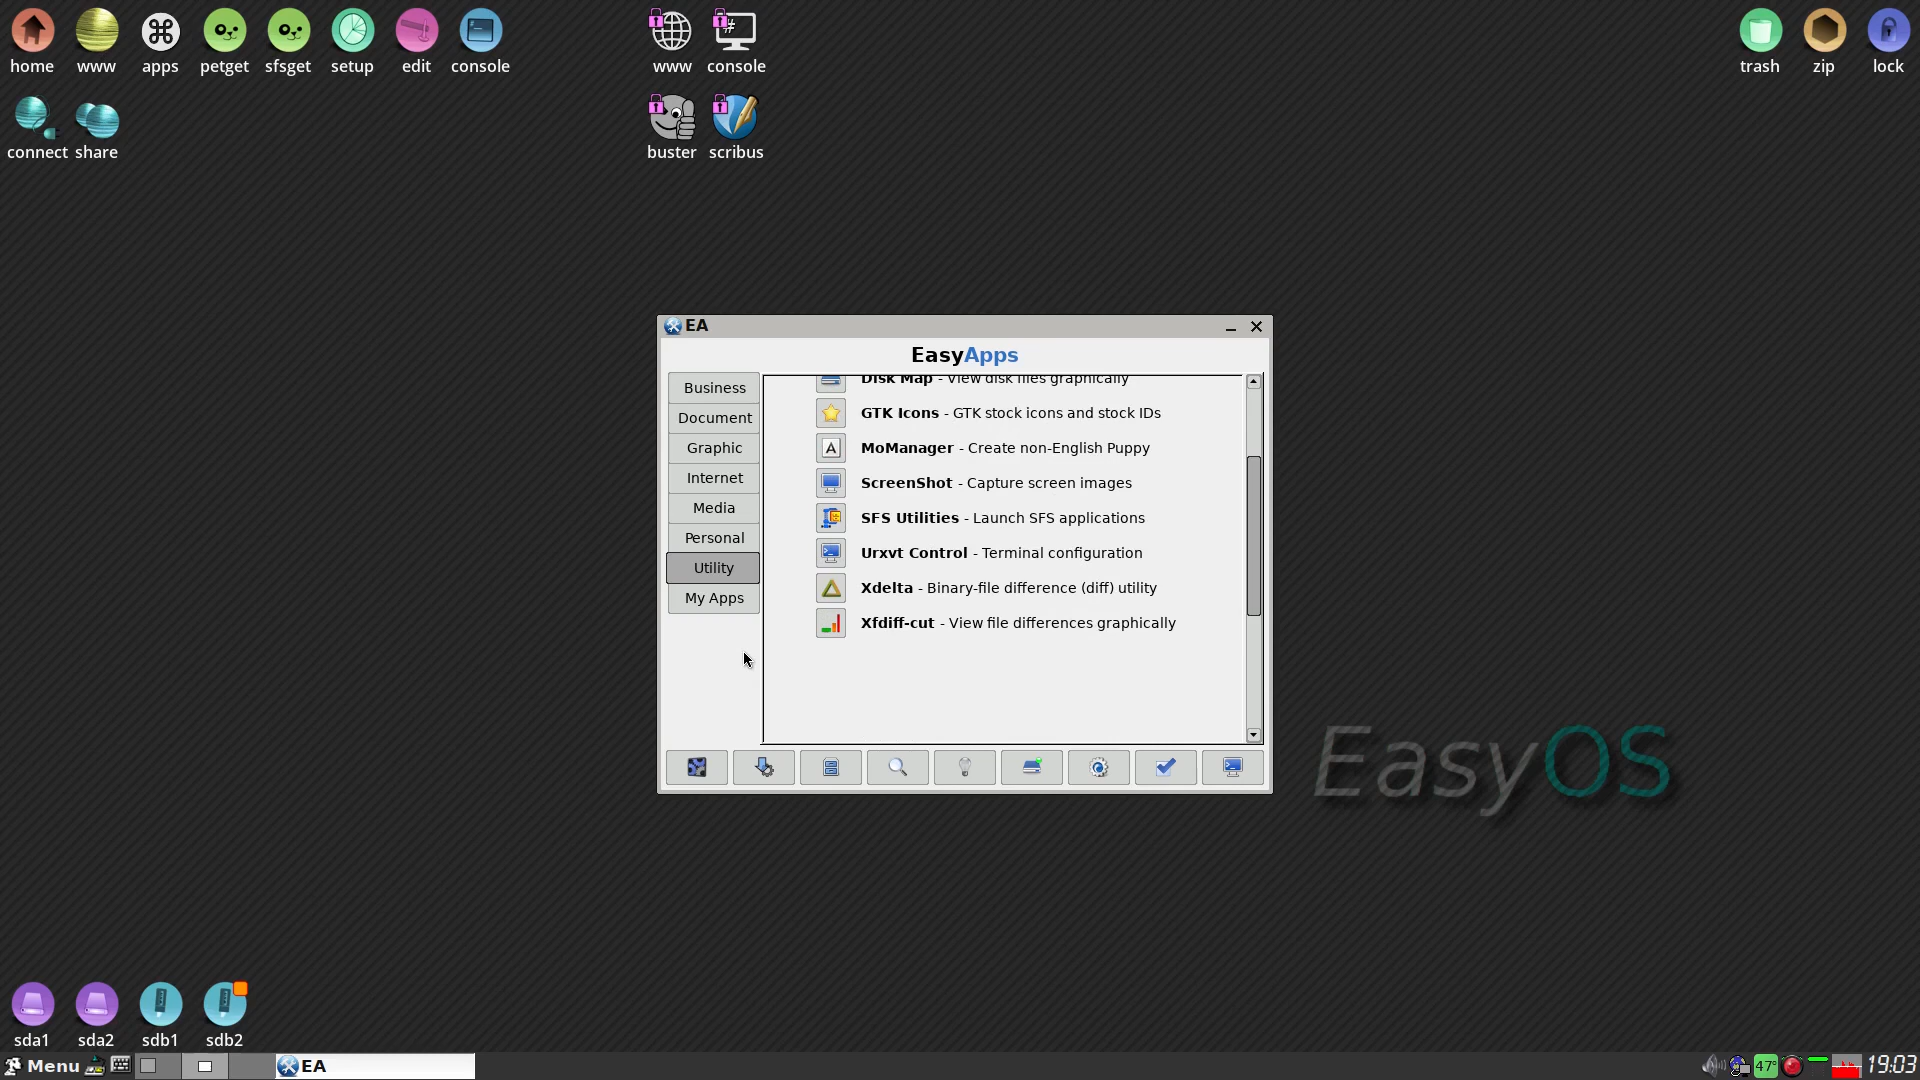 home www apps petget sfsget setup edit console www console trash zip lock
connect share buster scribus
EA
EasyApps
Business
Document
Graphic
Internet
Media
Personal
Utility
My Apps
Disk Map - View disk files graphically
GTK Icons - GTK stock icons and stock IDs
MoManager - Create non-English Puppy
ScreenShot - Capture screen images
SFS Utilities - Launch SFS applications
Urxvt Control - Terminal configuration
Xdelta - Binary-file difference (diff) utility
Xfdiff-cut - View file differences graphically
EasyOS
sda1 sda2 sdb1 sdb2
Menu EA 47° 19:03